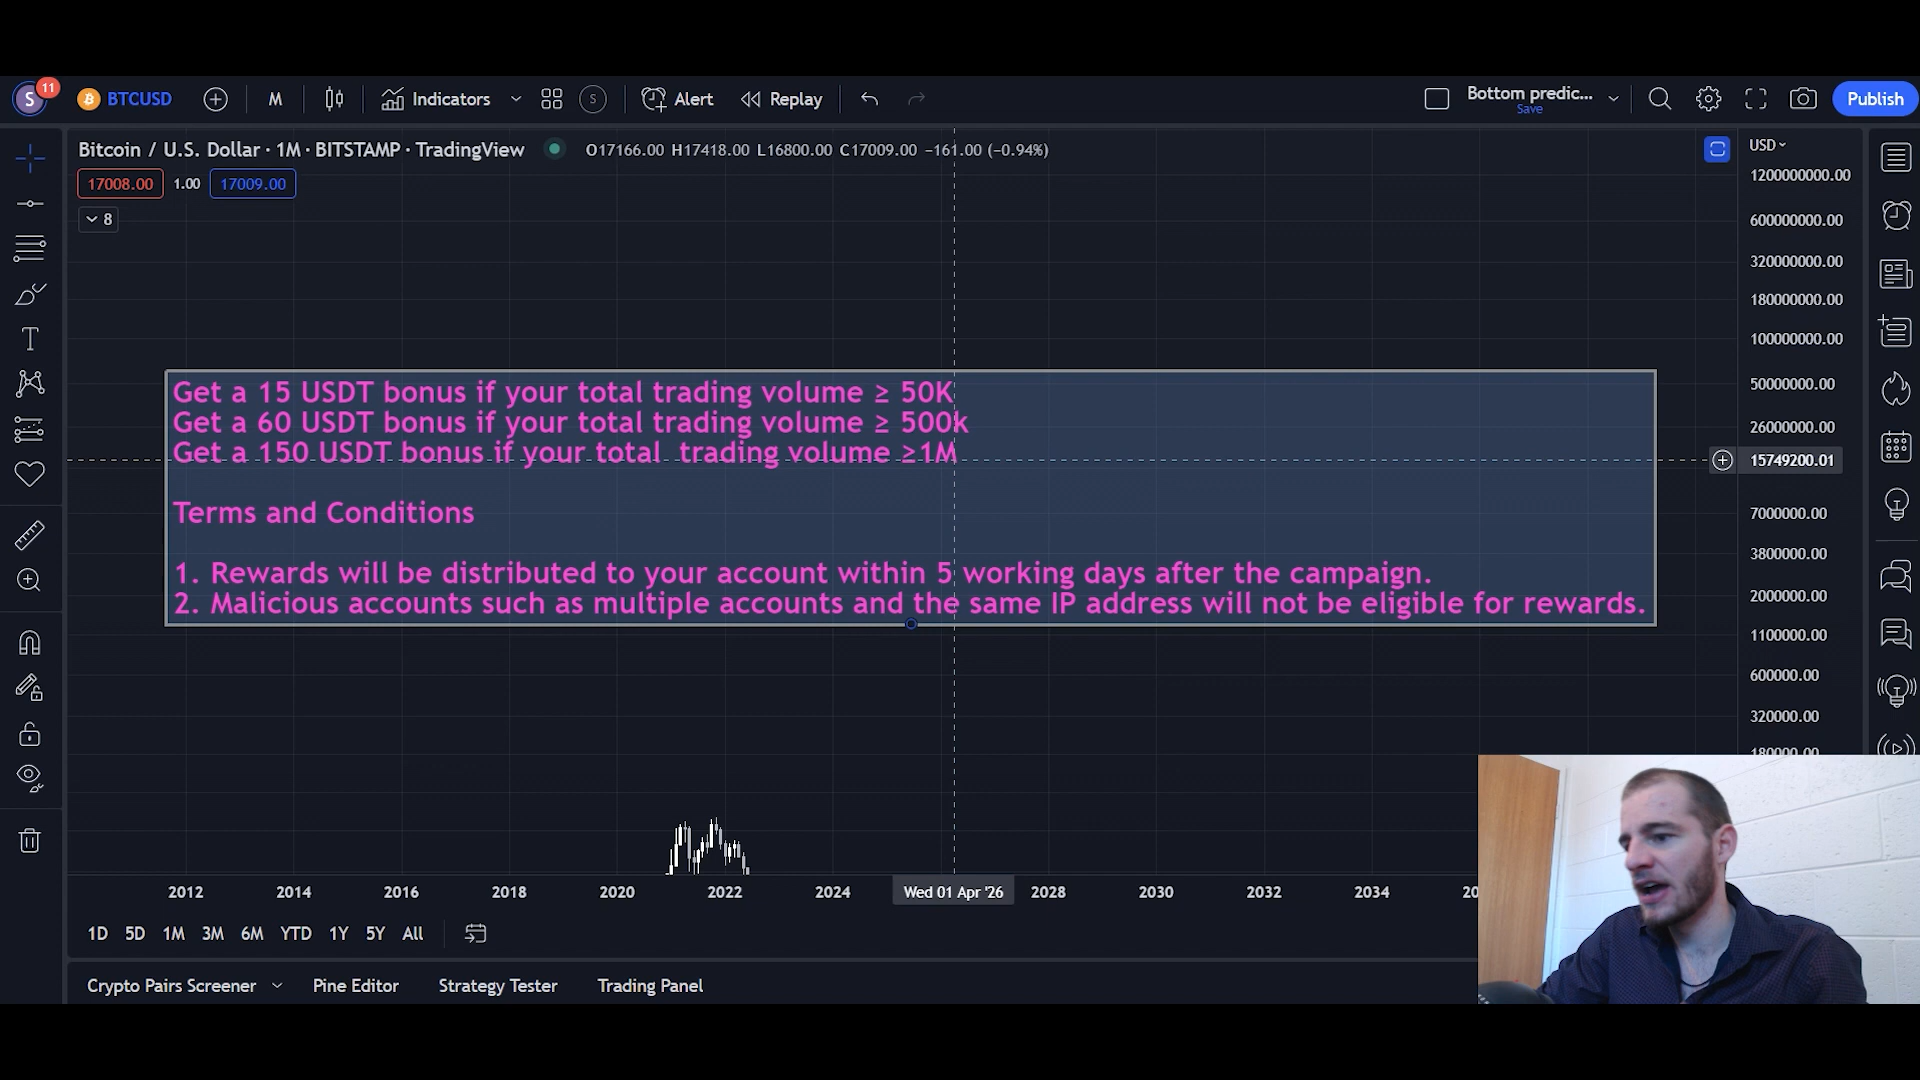 S 11 BTCUSD M Indicators S Alert Replay Bottom predic... Save Publish
Bitcoin / U.S. Dollar · 1M · BITSTAMP · TradingView O17166.00 H17418.00 L16800.00 C17009.00 −161.00 (−0.94%) USD
17008.00 1.00 17009.00
8
1200000000.00
600000000.00
320000000.00
180000000.00
100000000.00
50000000.00
26000000.00
15749200.01
7000000.00
3800000.00
2000000.00
1100000.00
600000.00
320000.00
180000.00
Get a 15 USDT bonus if your total trading volume ≥ 50K
Get a 60 USDT bonus if your total trading volume ≥ 500k
Get a 150 USDT bonus if your total  trading volume ≥1M
Terms and Conditions
1. Rewards will be distributed to your account within 5 working days after the campaign.
2. Malicious accounts such as multiple accounts and the same IP address will not be eligible for rewards.
2012 2014 2016 2018 2020 2022 2024 Wed 01 Apr '26 2028 2030 2032 2034
1D 5D 1M 3M 6M YTD 1Y 5Y All
Crypto Pairs Screener Pine Editor Strategy Tester Trading Panel